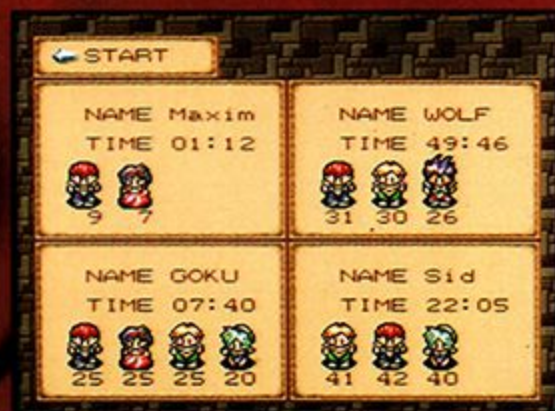 START
NAME Maxim
TIME 01:12
9 7
NAME WOLF
TIME 49:46
31 30 26
NAME GOKU
TIME 07:40
25 25 25 20
NAME Sid
TIME 22:05
41 42 40